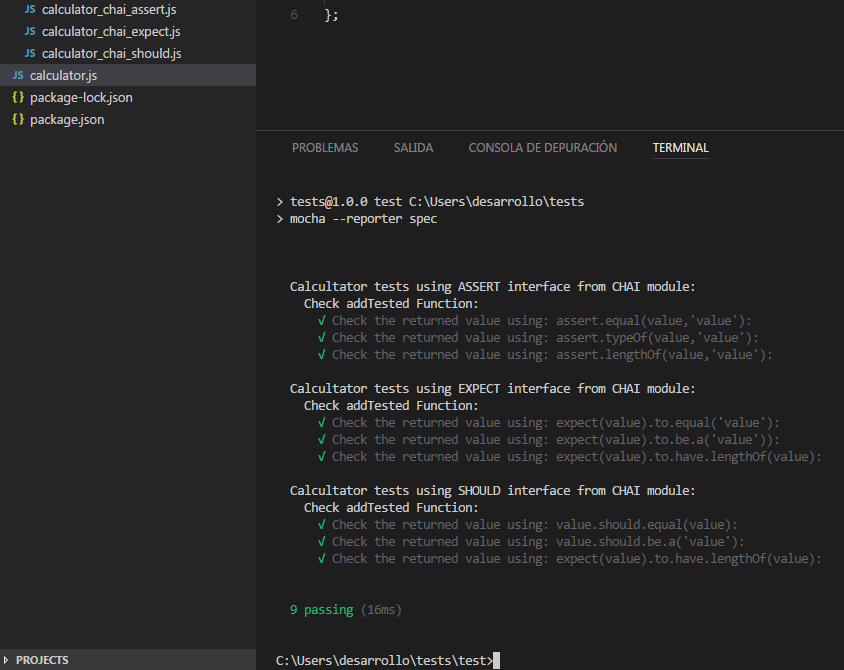 JS calculator_chai_assert.js
JS calculator_chai_expect.js
JS calculator_chai_should.js
JS calculator.js
{} package-lock.json
{} package.json
PROJECTS
6 };
PROBLEMAS SALIDA CONSOLA DE DEPURACIÓN TERMINAL
> tests@1.0.0 test C:\Users\desarrollo\tests
> mocha --reporter spec
Calcultator tests using ASSERT interface from CHAI module:
Check addTested Function:
√ Check the returned value using: assert.equal(value,'value'):
√ Check the returned value using: assert.typeOf(value,'value'):
√ Check the returned value using: assert.lengthOf(value,'value'):
Calcultator tests using EXPECT interface from CHAI module:
Check addTested Function:
√ Check the returned value using: expect(value).to.equal('value'):
√ Check the returned value using: expect(value).to.be.a('value')):
√ Check the returned value using: expect(value).to.have.lengthOf(value):
Calcultator tests using SHOULD interface from CHAI module:
Check addTested Function:
√ Check the returned value using: value.should.equal(value):
√ Check the returned value using: value.should.be.a('value'):
√ Check the returned value using: expect(value).to.have.lengthOf(value):
9 passing (16ms)
C:\Users\desarrollo\tests\test>